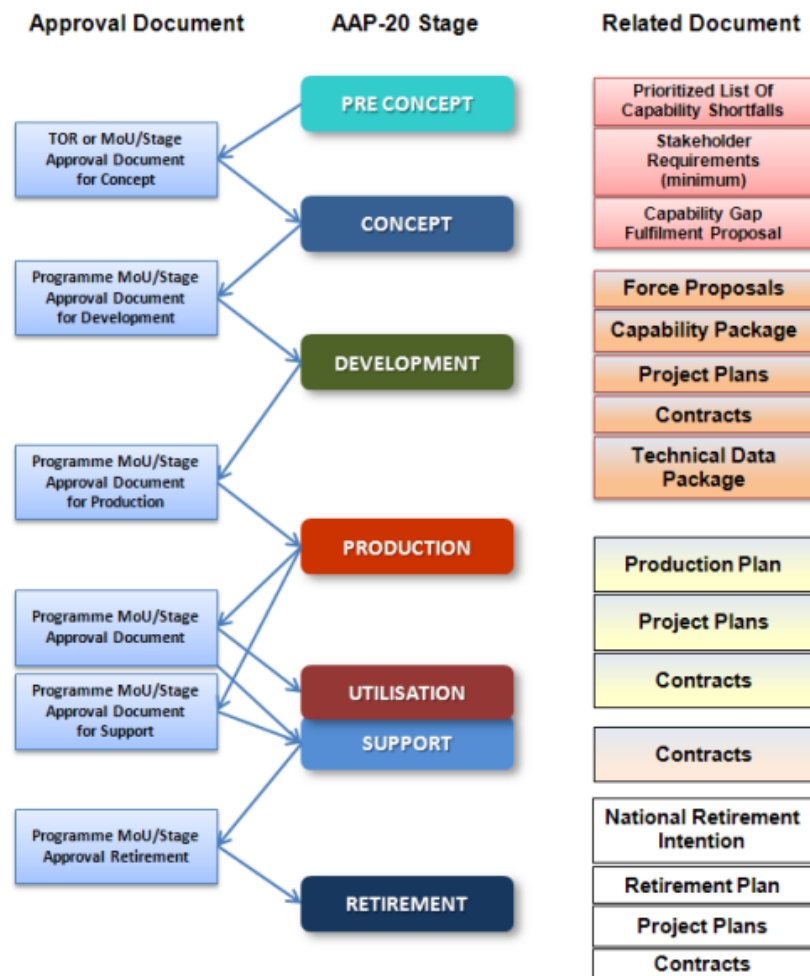 Approval Document
AAP-20 Stage
Related Document
PRE CONCEPT
Prioritized List Of
Capability Shortfalls
TOR or MoU/Stage
Approval Document
for Concept
Stakeholder
Requirements
(minimum)
CONCEPT
Capability Gap
Fulfilment Proposal
Programme MoU/Stage
Approval Document
for Development
Force Proposals
Capability Package
DEVELOPMENT
Project Plans
Contracts
Programme MoU/Stage
Approval Document
for Production
Technical Data
Package
PRODUCTION
Production Plan
Programme MoU/Stage
Approval Document
Project Plans
UTILISATION
Contracts
Programme MoU/Stage
Approval Document
for Support
SUPPORT
Contracts
Programme MoU/Stage
Approval Retirement
National Retirement
Intention
RETIREMENT
Retirement Plan
Project Plans
Contracts